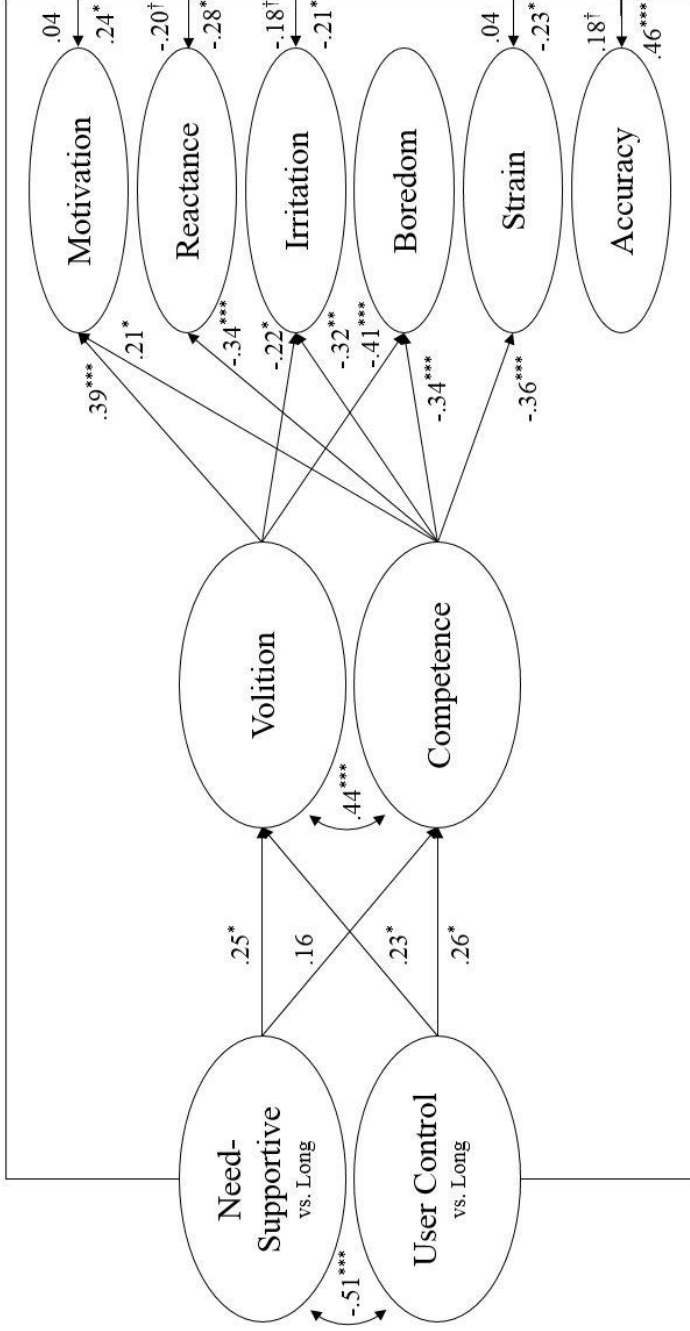 Need-
Supportive
vs. Long
User Control
vs. Long
-.51***
.25*
.16
.23*
.26*
Volition
Competence
.44***
.39***
.21*
-.34***
-.22*
-.32**
-.41***
-.34***
-.36***
Motivation
Reactance
Irritation
Boredom
Strain
Accuracy
.04
.24*
-.20†
-.28*
-.18†
-.21*
.04
-.23*
.18†
.46***